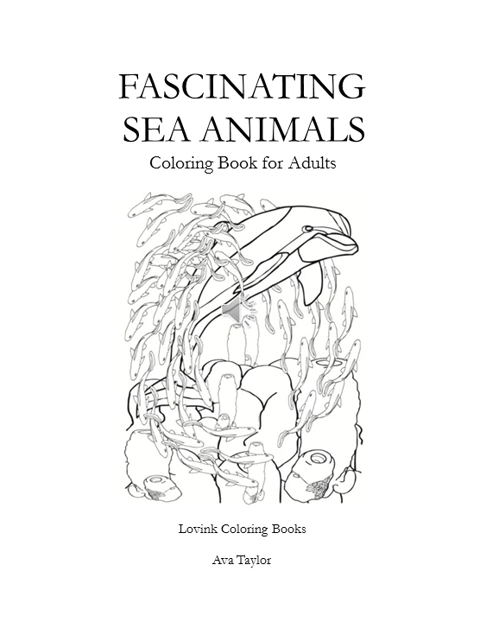 FASCINATING
SEA ANIMALS
Coloring Book for Adults
Lovink Coloring Books
Ava Taylor